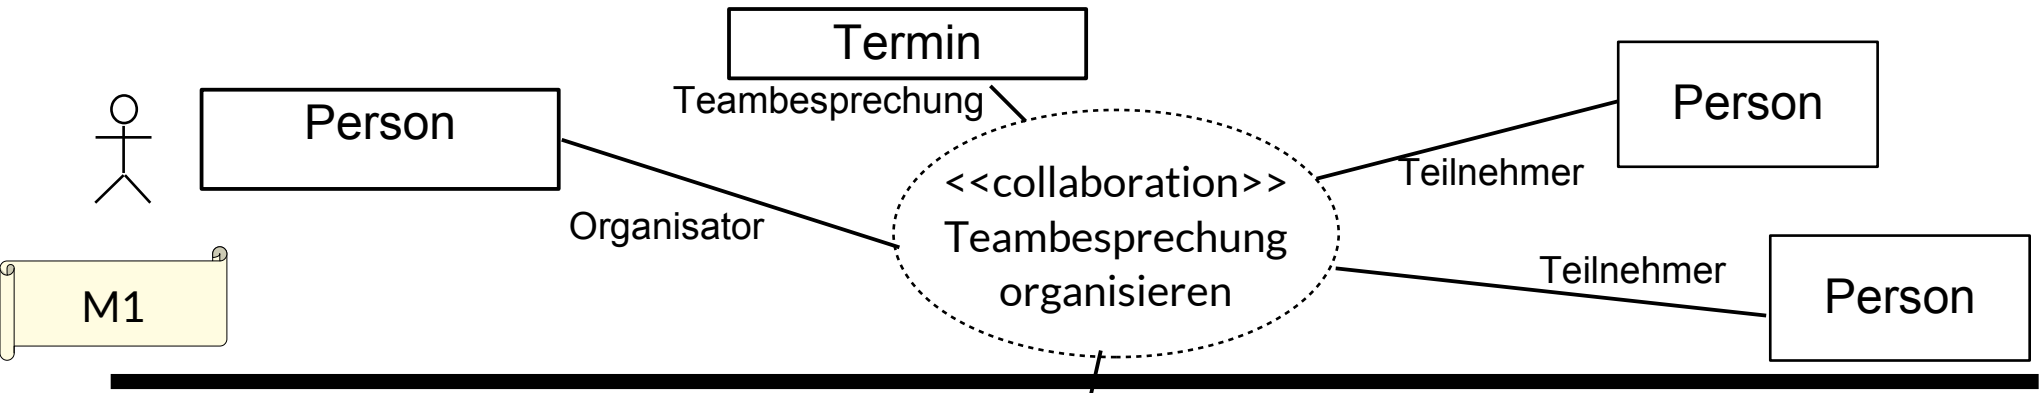 Termin
Teambesprechung
Person
Person
<<collaboration>>
Teambesprechung
organisieren
Teilnehmer
Organisator
Teilnehmer
Person
M1